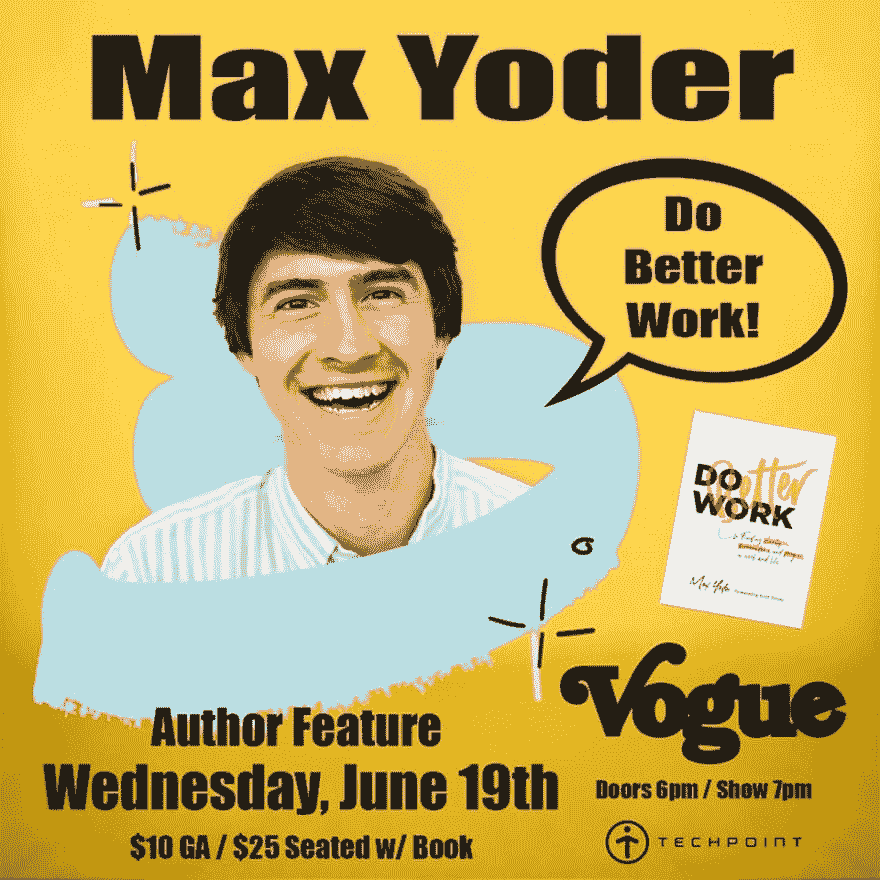 Max Yoder
Do
Better
Work!
DO Better
WORK
Author Feature
Wednesday, June 19th
$10 GA / $25 Seated w/ Book
Vogue
Doors 6pm / Show 7pm
TECHPOINT